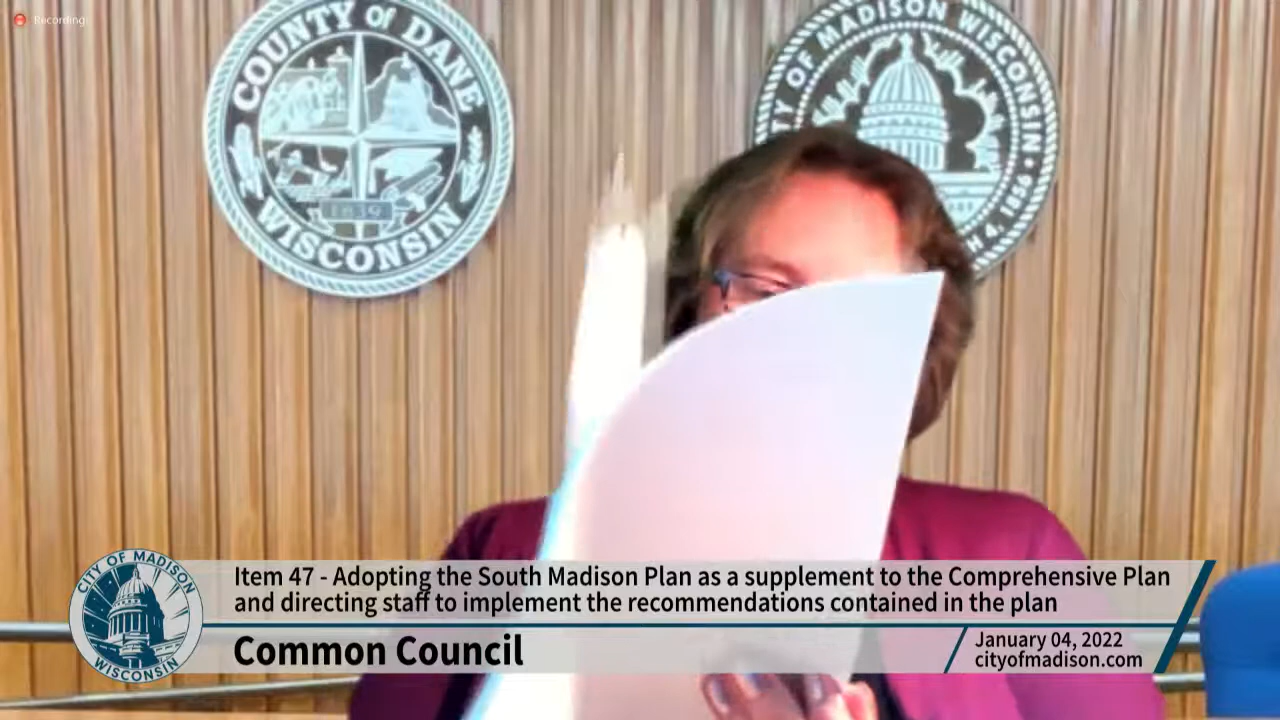 Recording
COUNTY of DANE
1839
WISCONSIN
OF MADISON WISCONSIN
4, 1856
CITY OF MADISON
WISCONSIN
Item 47 - Adopting the South Madison Plan as a supplement to the Comprehensive Plan
and directing staff to implement the recommendations contained in the plan
Common Council
January 04, 2022
cityofmadison.com